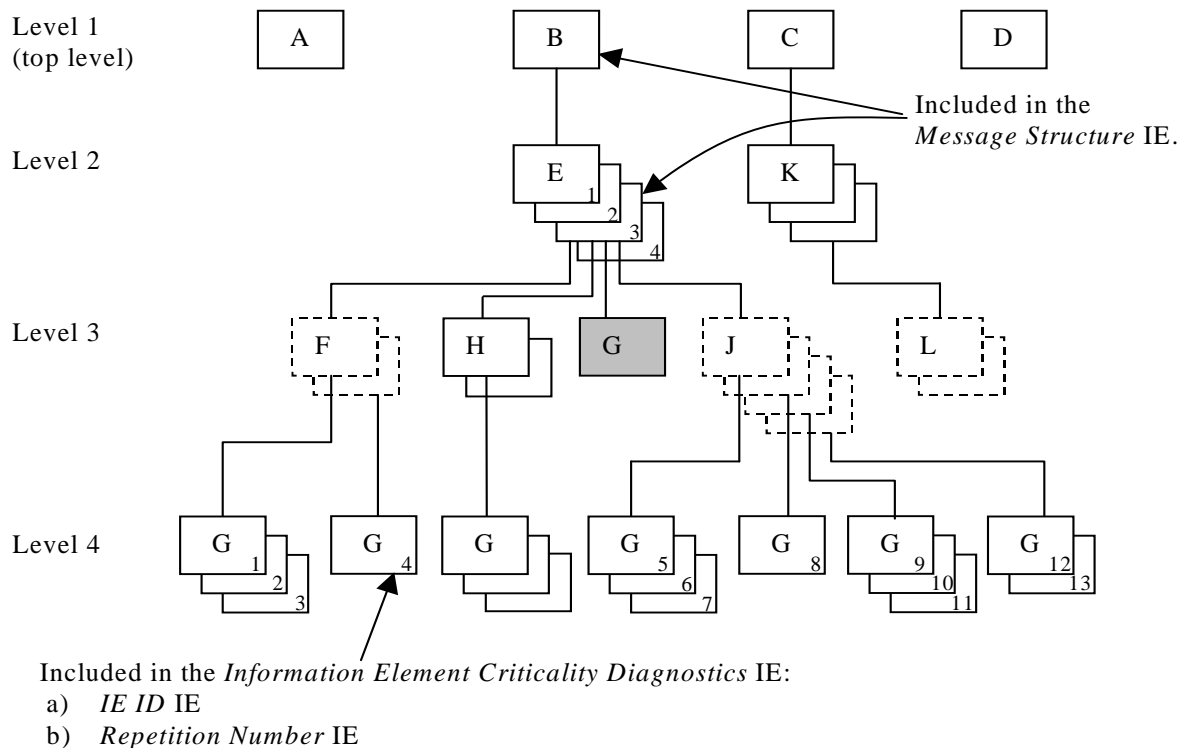 Level 1
(top level)
A
B
C
D
Included in the
Message Structure IE.
Level 2
E
1
2
3
4
K
Level 3
F
H
G
J
L
Level 4
G
1
2
3
G
4
G
G
5
6
7
G
8
G
9
10
11
G
12
13
Included in the Information Element Criticality Diagnostics IE:
a) IE ID IE
b) Repetition Number IE